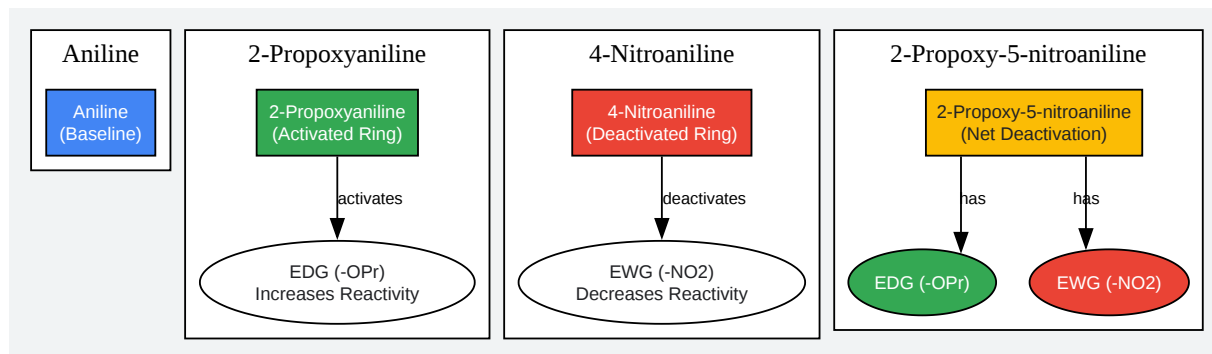 Aniline
Aniline
(Baseline)
2-Propoxyaniline
2-Propoxyaniline
(Activated Ring)
activates
EDG (-OPr)
Increases Reactivity
4-Nitroaniline
4-Nitroaniline
(Deactivated Ring)
deactivates
EWG (-NO2)
Decreases Reactivity
2-Propoxy-5-nitroaniline
2-Propoxy-5-nitroaniline
(Net Deactivation)
has
has
EDG (-OPr)
EWG (-NO2)